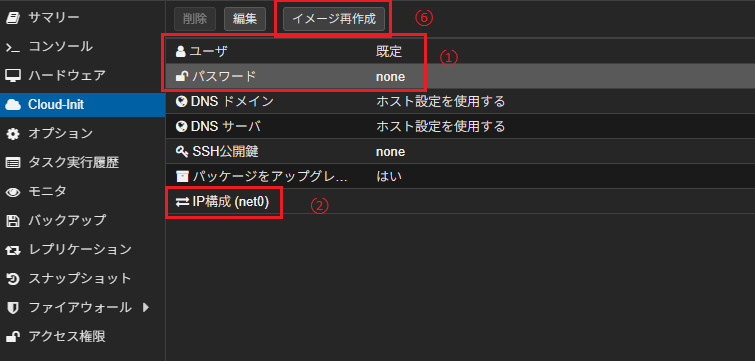 サマリー
コンソール
ハードウェア
Cloud-Init
オプション
タスク実行履歴
モニタ
バックアップ
レプリケーション
スナップショット
ファイアウォール
アクセス権限
削除 編集 イメージ再作成 ⑥
ユーザ 既定 ①
パスワード none
DNS ドメイン ホスト設定を使用する
DNS サーバ ホスト設定を使用する
SSH公開鍵 none
パッケージをアップグレ... はい
IP構成 (net0) ②